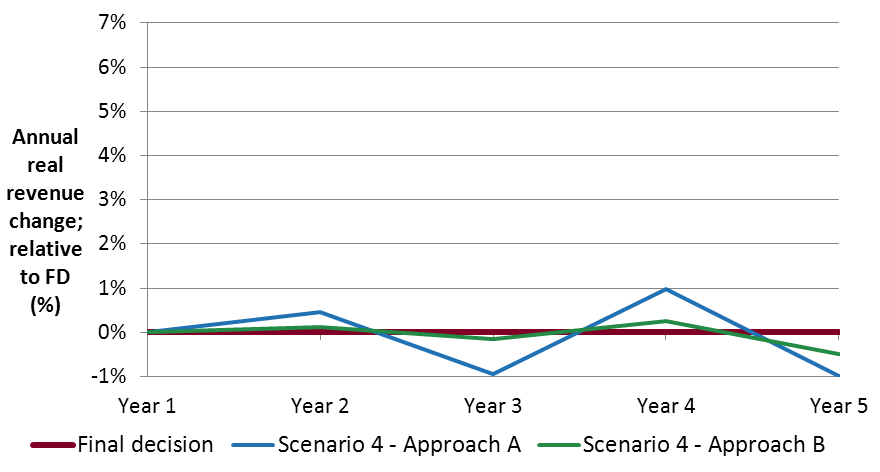 7%
6%
5%
4%
3%
2%
1%
0%
-1%
Annual
real
revenue
change;
relative
to FD
(%)
Year 1 Year 2 Year 3 Year 4 Year 5
Final decision Scenario 4 - Approach A Scenario 4 - Approach B